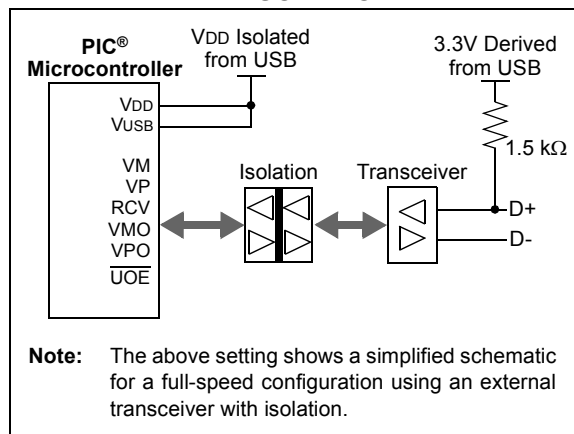 PIC®
Microcontroller
VDD Isolated
from USB
3.3V Derived
from USB
VDD
VUSB
1.5 kΩ
VM
VP
RCV
VMO
VPO
UOE
Isolation
Transceiver
D+
D-
Note: The above setting shows a simplified schematic
for a full-speed configuration using an external
transceiver with isolation.